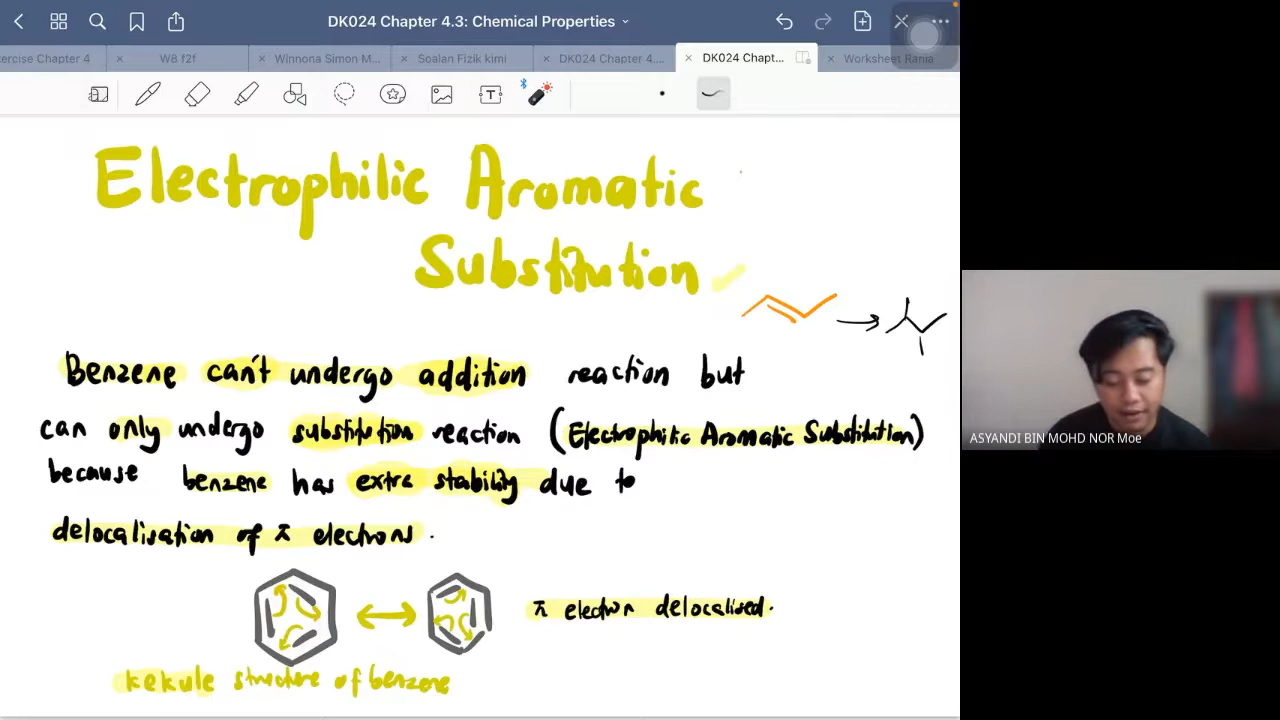 DK024 Chapter 4.3: Chemical Properties
ercise Chapter 4
W8 f2f
Winnona Simon M...
Soalan Fizik kimi
DK024 Chapter 4....
DK024 Chapt...
Worksheet Rania
Electrophilic Aromatic
Substitution
Benzene can't undergo addition reaction but
can only undergo substitution reaction (Electrophilic Aromatic Substitution)
because benzene has extra stability due to
delocalisation of π electrons.
π electron delocalised.
kekule structure of benzene
ASYANDI BIN MOHD NOR Moe